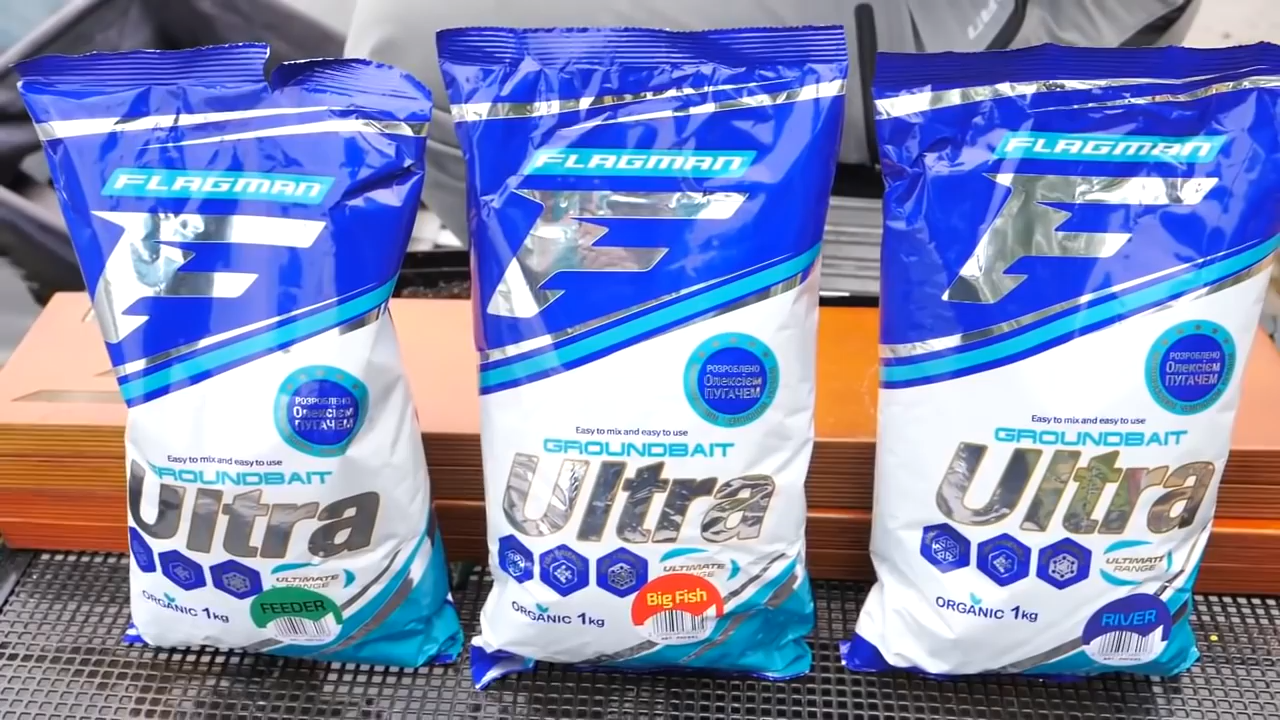 FLAGMAN
F
РОЗРОБЛЕНО
Олексієм
ПУГАЧЕМ
Easy to mix and easy to use
GROUNDBAIT
Ultra
ULTIMATE
RANGE
ORGANIC 1kg
FEEDER
FLAGMAN
F
РОЗРОБЛЕНО
Олексієм
ПУГАЧЕМ
Easy to mix and easy to use
GROUNDBAIT
Ultra
ULTIMATE
RANGE
ORGANIC 1kg
Big Fish
FLAGMAN
F
РОЗРОБЛЕНО
Олексієм
ПУГАЧЕМ
Easy to mix and easy to use
GROUNDBAIT
Ultra
ULTIMATE
RANGE
ORGANIC 1kg
RIVER